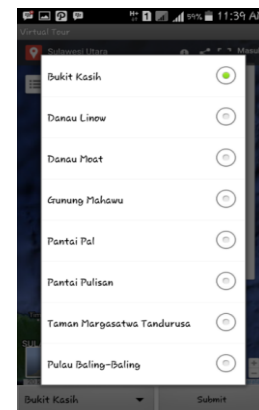 59% 11:39 A
Virtual Tour
Sulawesi Utara
Bukit Kasih
Danau Linow
Danau Moat
Gunung Mahawu
Pantai Pal
Pantai Pulisan
Taman Margasatwa Tandurusa
Pulau Baling-Baling
Bukit Kasih
Submit